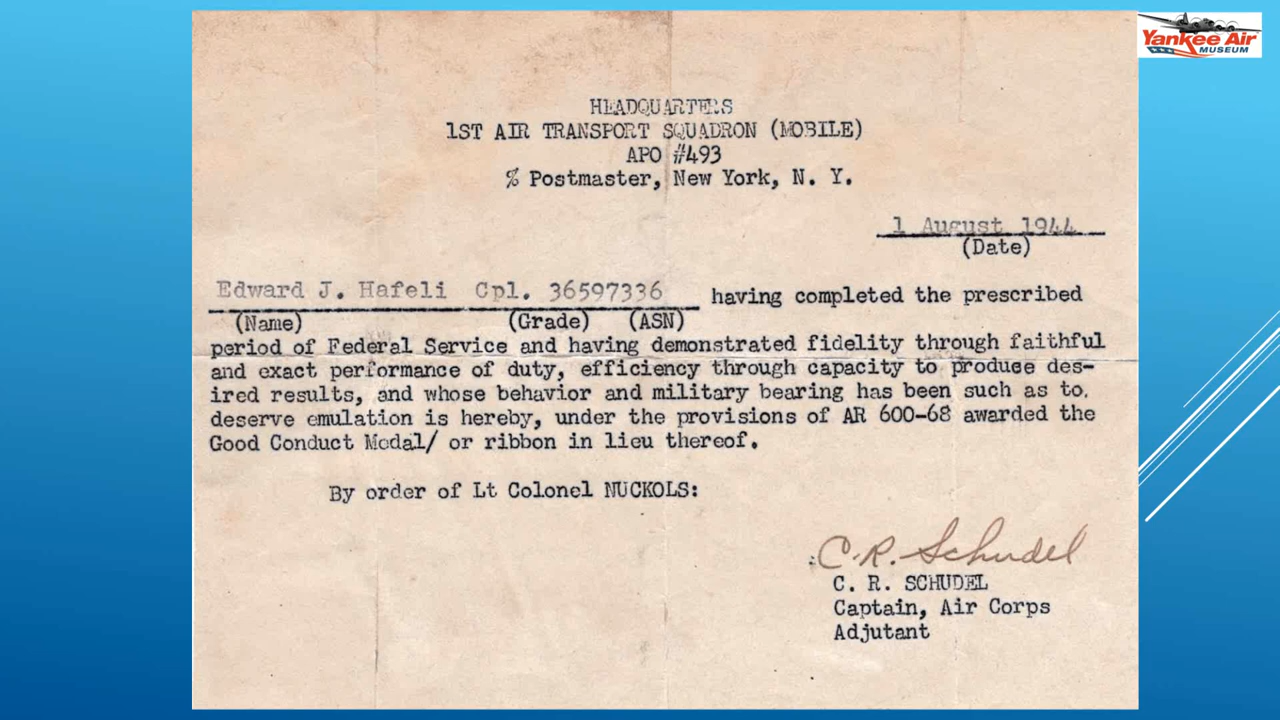 Yankee Air
MUSEUM
HEADQUARTERS
1ST AIR TRANSPORT SQUADRON (MOBILE)
APO #493
% Postmaster, New York, N. Y.
1 August 1944
(Date)
Edward J. Hafeli Cpl. 36597336 having completed the prescribed
(Name) (Grade) (ASN)
period of Federal Service and having demonstrated fidelity through faithful
and exact performance of duty, efficiency through capacity to produce des-
ired results, and whose behavior and military bearing has been such as to.
deserve emulation is hereby, under the provisions of AR 600-68 awarded the
Good Conduct Medal/ or ribbon in lieu thereof.
By order of Lt Colonel NUCKOLS:
C. R. Schudel
C. R. SCHUDEL
Captain, Air Corps
Adjutant